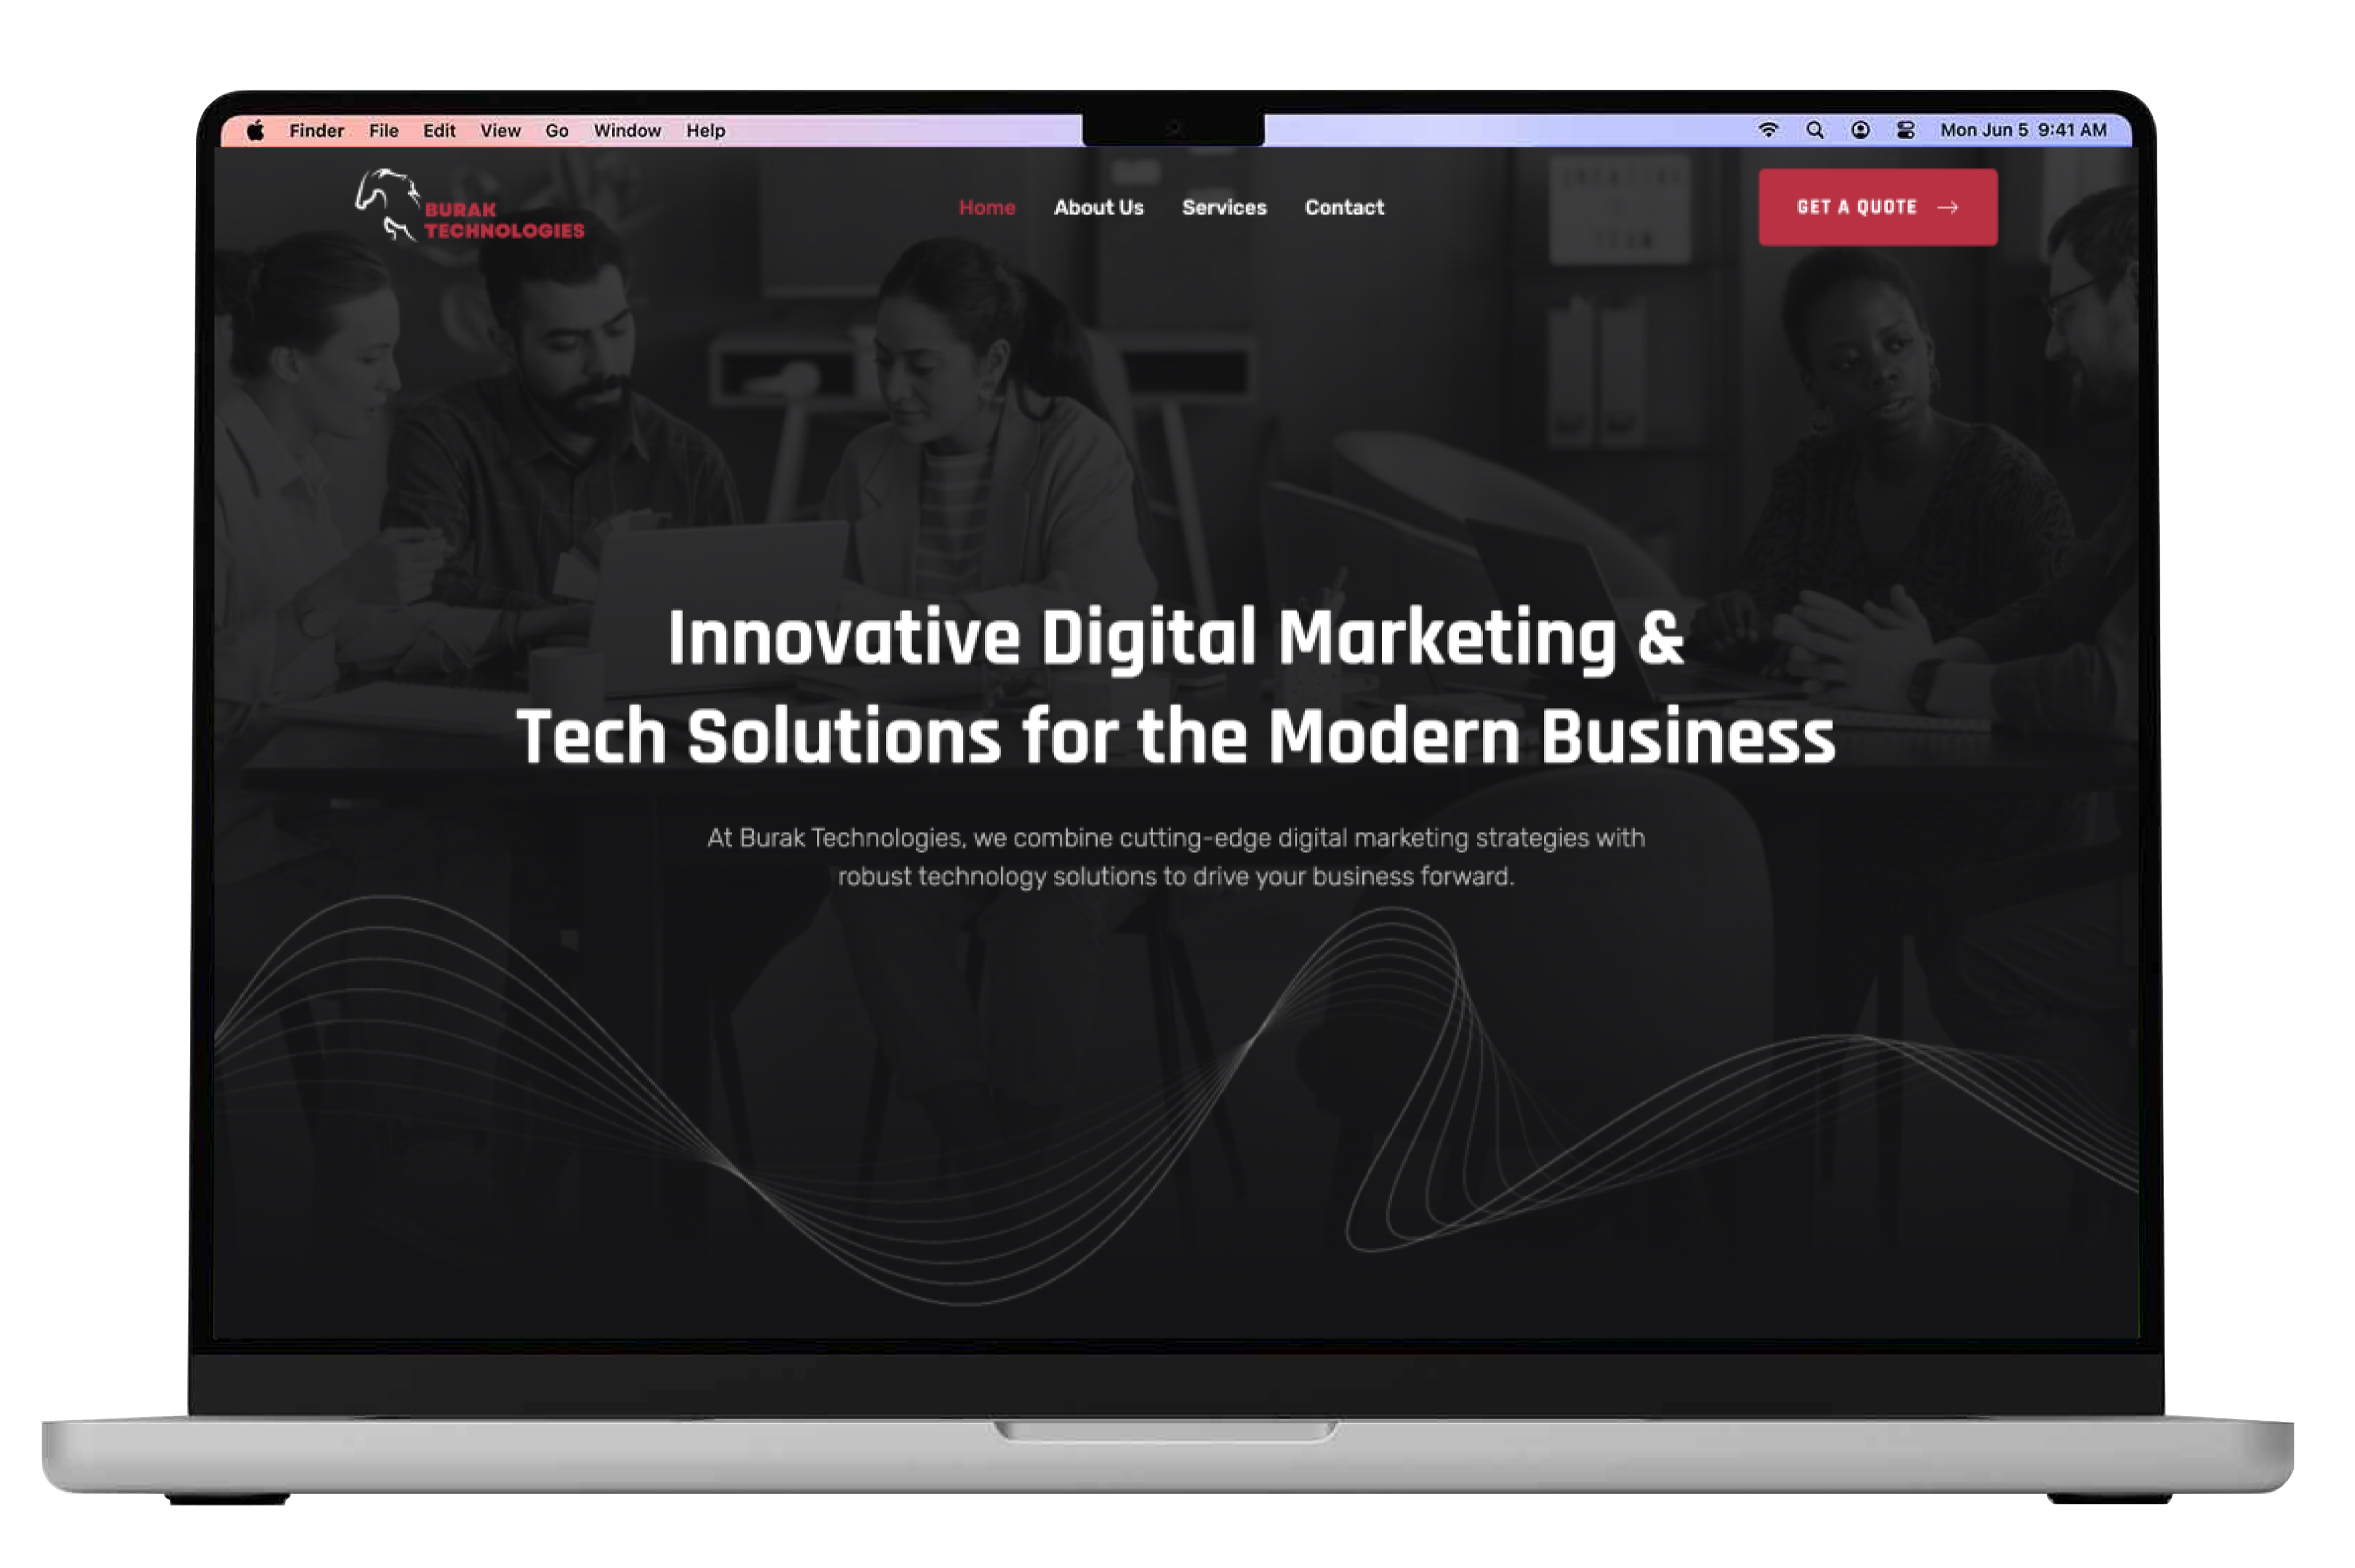 Finder File Edit View Go Window Help
Mon Jun 5 9:41 AM
BURAK
TECHNOLOGIES
Home About Us Services Contact
GET A QUOTE
CREATIVE
TEAM
Innovative Digital Marketing &
Tech Solutions for the Modern Business
At Burak Technologies, we combine cutting-edge digital marketing strategies with
robust technology solutions to drive your business forward.